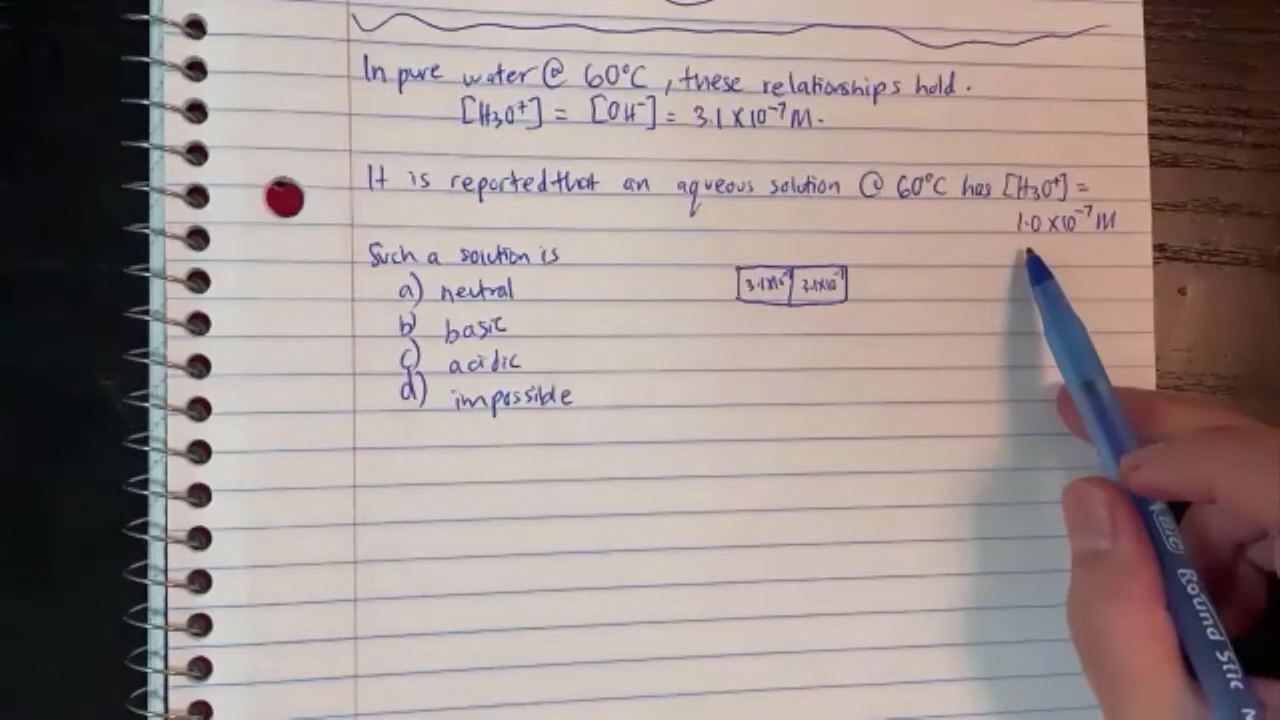 In pure water @ 60°C, these relationships hold.
[H3O+] = [OH-] = 3.1 X 10-7 M.
It is reported that an aqueous solution @ 60°C has [H3O+] =
1.0 x 10-7 M
Such a solution is
a) neutral
b) basic
c) acidic
d) impossible
Round Stic